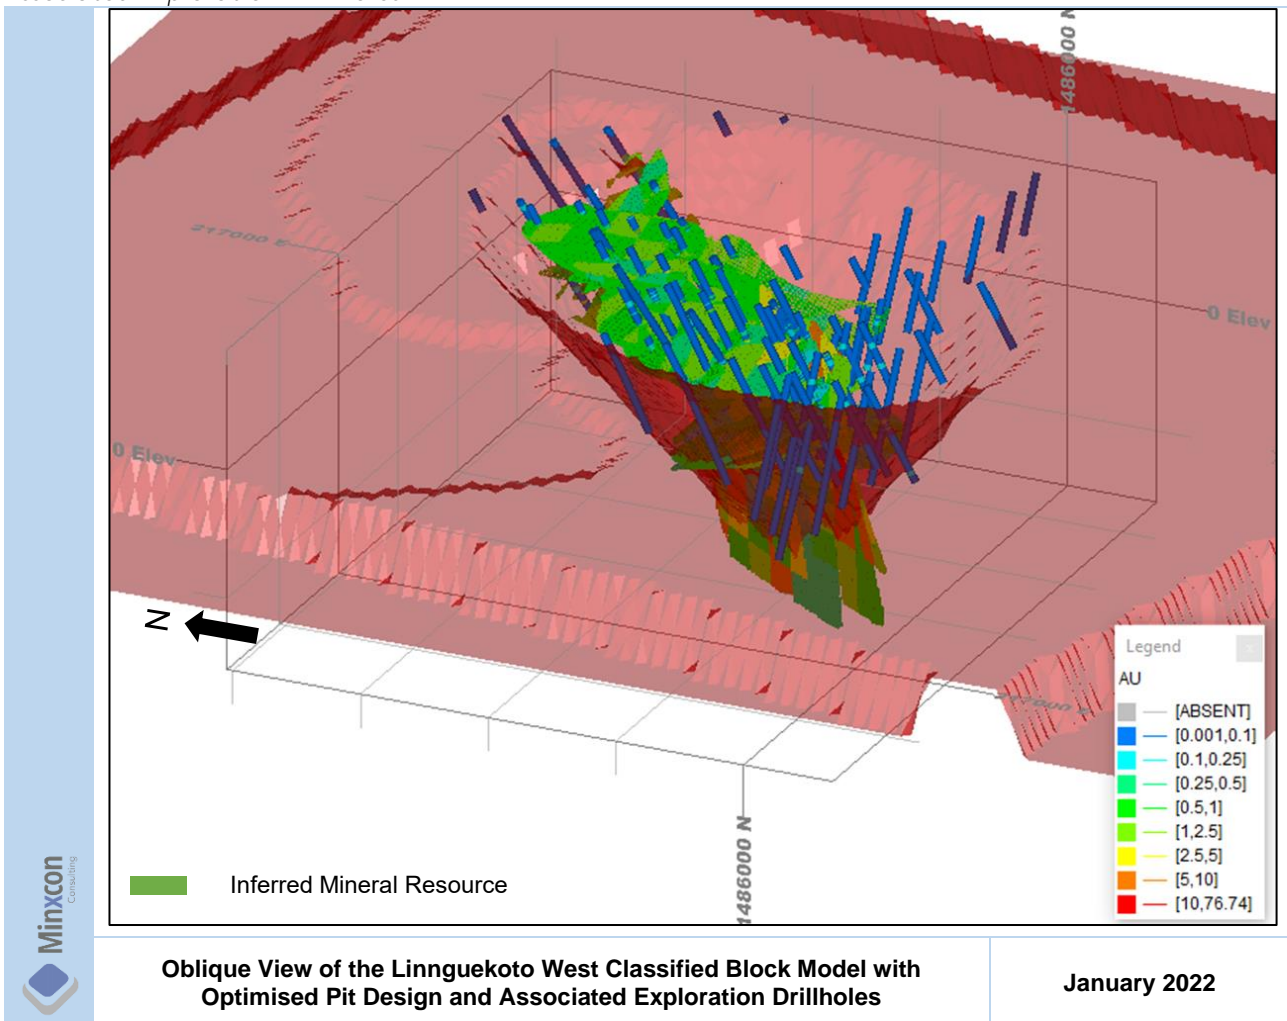 1486000 N
217000 E
0 Elev
0 Elev
N
Legend
AU
[ABSENT]
[0.001,0.1]
[0.1,0.25]
[0.25,0.5]
[0.5,1]
[1,2.5]
[2.5,5]
[5,10]
[10,76.74]
1486000 N
Inferred Mineral Resource
Minxcon
Consulting
Oblique View of the Linnguekoto West Classified Block Model with
Optimised Pit Design and Associated Exploration Drillholes
January 2022